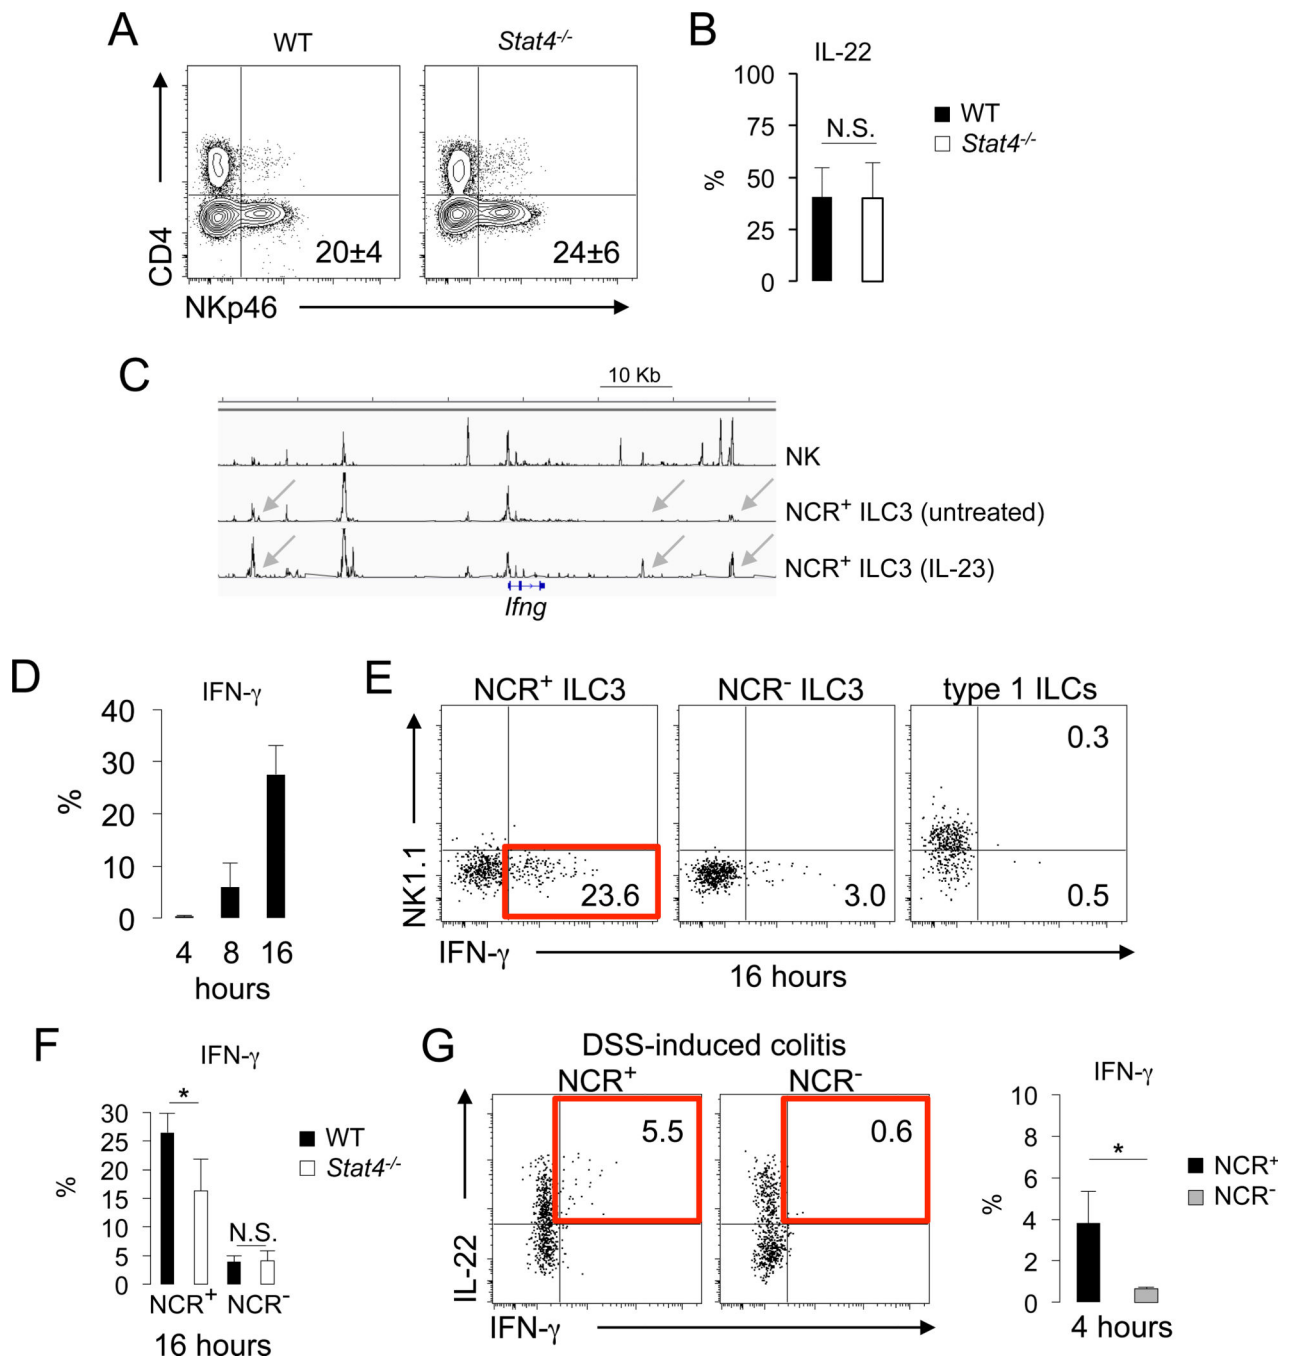 A
WT
Stat4-/-
CD4
20±4
24±6
NKp46
B
IL-22
100
75
50
25
0
%
N.S.
WT
Stat4-/-
C
10 Kb
NK
NCR+ ILC3 (untreated)
NCR+ ILC3 (IL-23)
Ifng
D
IFN-γ
40
30
20
10
0
%
4 8 16
hours
E
NCR+ ILC3
NCR- ILC3
type 1 ILCs
NK1.1
23.6
3.0
0.3
0.5
IFN-γ
16 hours
F
IFN-γ
30
25
20
15
10
5
0
%
*
N.S.
WT
Stat4-/-
NCR+ NCR-
16 hours
G
DSS-induced colitis
NCR+
NCR-
IL-22
5.5
0.6
IFN-γ
IFN-γ
10
8
6
4
2
0
%
*
NCR+
NCR-
4 hours